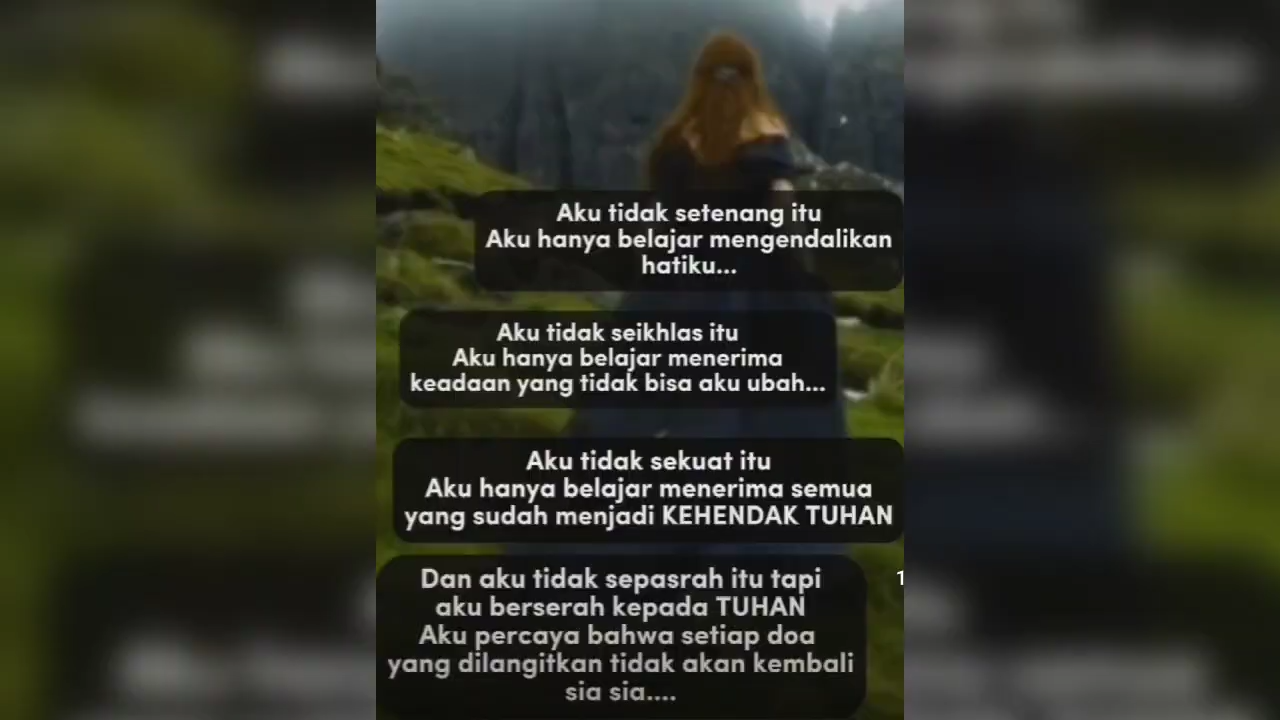 Aku tidak setenang itu
Aku hanya belajar mengendalikan
hatiku...
Aku tidak seikhlas itu
Aku hanya belajar menerima
keadaan yang tidak bisa aku ubah...
Aku tidak sekuat itu
Aku hanya belajar menerima semua
yang sudah menjadi KEHENDAK TUHAN
Dan aku tidak sepasrah itu tapi
aku berserah kepada TUHAN
Aku percaya bahwa setiap doa
yang dilangitkan tidak akan kembali
sia sia....
1